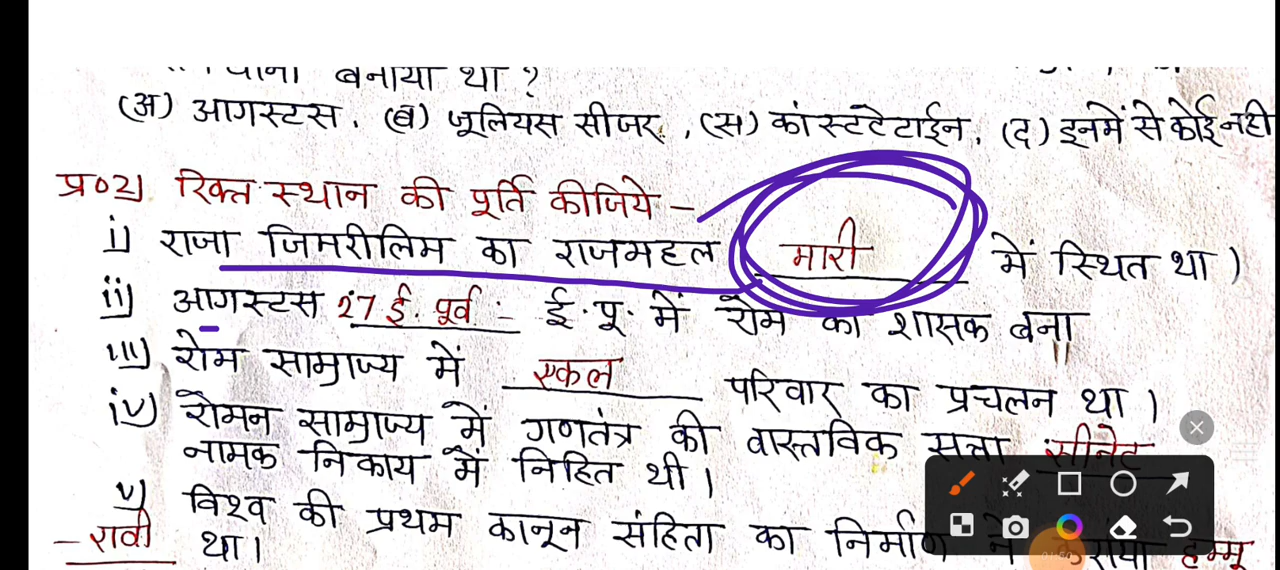 बनाया था ?
(अ) आगस्टस, (ब) जूलियस सीजर, (स) कांस्टटेटाईन, (द) इनमें से कोई नही
प्र०2) रिक्त स्थान की पूर्ति कीजिये –
i) राजा जिमरीलिम का राजमहल मारी में स्थित था )
ii) आगस्टस 27 ई. पूर्व - ई.पू. में रोम का शासक बना
iii) रोम साम्राज्य में एकल परिवार का प्रचलन था।
iv) रोमन साम्राज्य में गणतंत्र की वास्तविक सत्ता सीनेट
नामक निकाय में निहित थी।
v) विश्व की प्रथम कानून संहिता का निर्माण ने हम्मू
- रावी था।